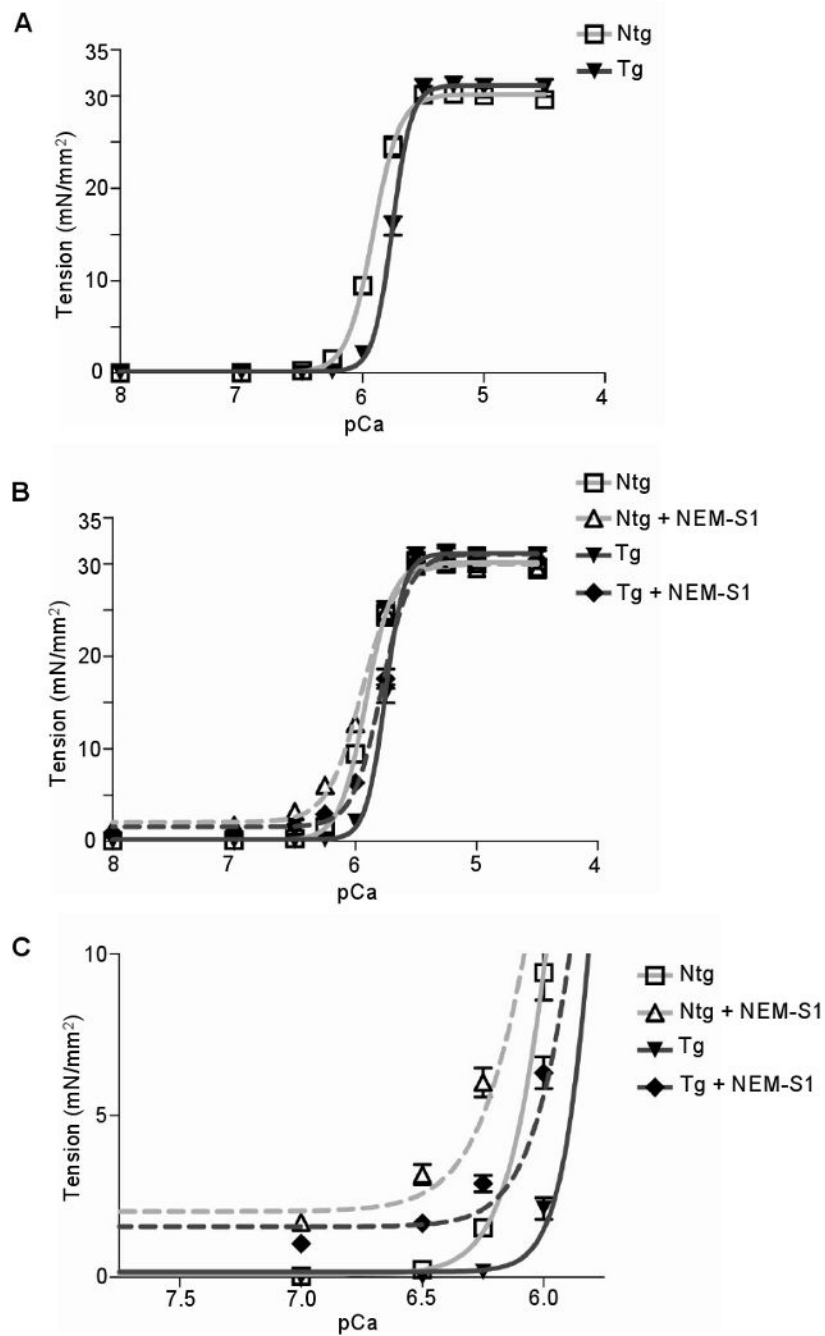 A
Ntg
Tg
35
30
20
10
0
Tension (mN/mm²)
8
7
6
5
4
pCa
B
Ntg
Ntg + NEM-S1
Tg
Tg + NEM-S1
35
30
20
10
0
Tension (mN/mm²)
8
7
6
5
4
pCa
C
Ntg
Ntg + NEM-S1
Tg
Tg + NEM-S1
10
5
0
Tension (mN/mm²)
7.5
7.0
6.5
6.0
pCa